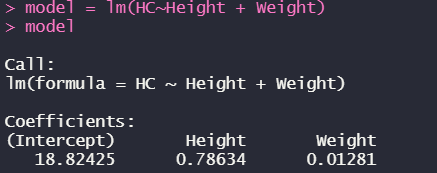 > model = lm(HC~Height + Weight)
> model
Call:
lm(formula = HC ~ Height + Weight)
Coefficients:
(Intercept) Height Weight
18.82425 0.78634 0.01281